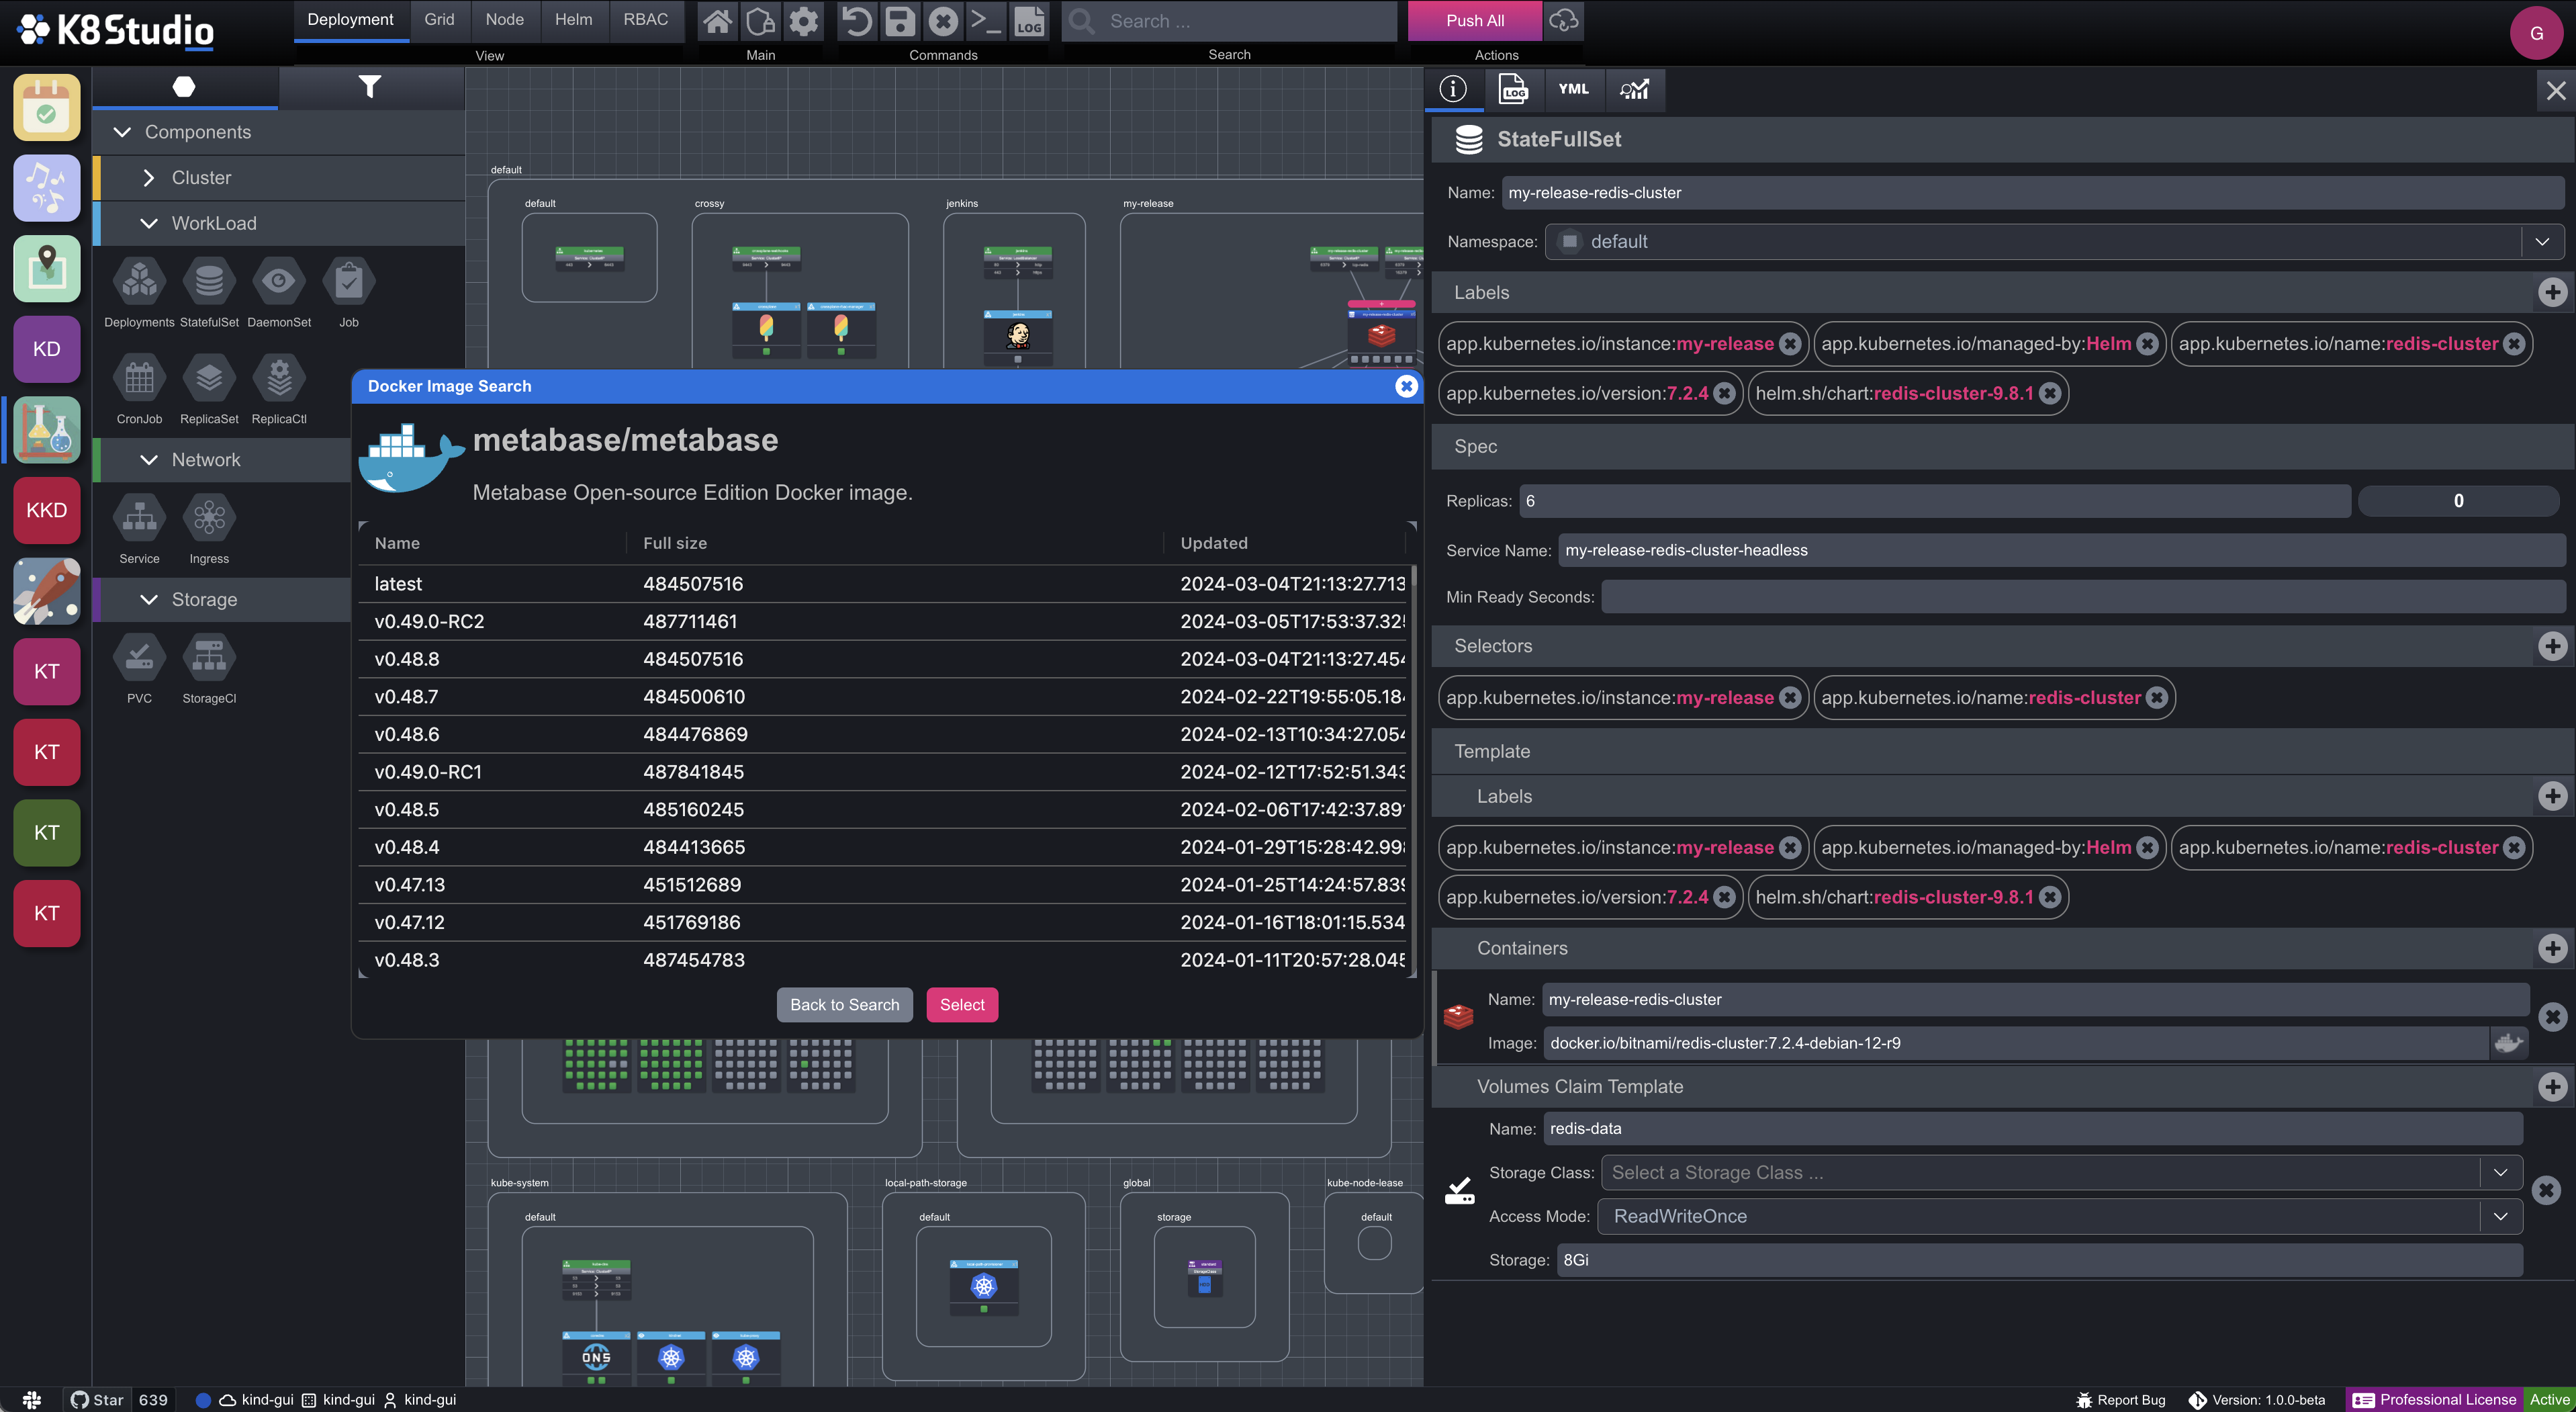 K8Studio
Deployment Grid Node Helm RBAC
View
Main
LOG
Commands
Search ...
Search
Push All
Actions
G
KD
KKD
KT
KT
KT
KT
Components
Cluster
WorkLoad
Deployments StatefulSet DaemonSet Job
CronJob ReplicaSet ReplicaCtl
Network
Service Ingress
Storage
PVC StorageCl
default
default crossy jenkins my-release
Docker Image Search
metabase/metabase
Metabase Open-source Edition Docker image.
Name Full size Updated
latest 484507516 2024-03-04T21:13:27.713
v0.49.0-RC2 487711461 2024-03-05T17:53:37.32
v0.48.8 484507516 2024-03-04T21:13:27.454
v0.48.7 484500610 2024-02-22T19:55:05.184
v0.48.6 484476869 2024-02-13T10:34:27.054
v0.49.0-RC1 487841845 2024-02-12T17:52:51.343
v0.48.5 485160245 2024-02-06T17:42:37.89
v0.48.4 484413665 2024-01-29T15:28:42.99
v0.47.13 451512689 2024-01-25T14:24:57.839
v0.47.12 451769186 2024-01-16T18:01:15.534
v0.48.3 487454783 2024-01-11T20:57:28.045
Back to Search Select
kube-system local-path-storage global kube-node-lease
default default storage default
DNS
LOG YML
StateFullSet
Name: my-release-redis-cluster
Namespace: default
Labels
app.kubernetes.io/instance:my-release app.kubernetes.io/managed-by:Helm app.kubernetes.io/name:redis-cluster
app.kubernetes.io/version:7.2.4 helm.sh/chart:redis-cluster-9.8.1
Spec
Replicas: 6 0
Service Name: my-release-redis-cluster-headless
Min Ready Seconds:
Selectors
app.kubernetes.io/instance:my-release app.kubernetes.io/name:redis-cluster
Template
Labels
app.kubernetes.io/instance:my-release app.kubernetes.io/managed-by:Helm app.kubernetes.io/name:redis-cluster
app.kubernetes.io/version:7.2.4 helm.sh/chart:redis-cluster-9.8.1
Containers
Name: my-release-redis-cluster
Image: docker.io/bitnami/redis-cluster:7.2.4-debian-12-r9
Volumes Claim Template
Name: redis-data
Storage Class: Select a Storage Class ...
Access Mode: ReadWriteOnce
Storage: 8Gi
Star 639 kind-gui kind-gui kind-gui
Report Bug Version: 1.0.0-beta Professional License Active